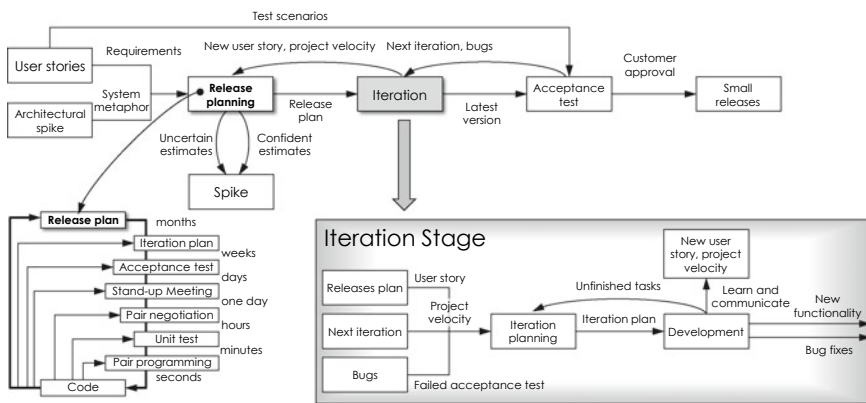 Test scenarios
Requirements
New user story, project velocity
Next iteration, bugs
Customer
approval
User stories
System
metaphor
Release
planning
Release
plan
Iteration
Latest
version
Acceptance
test
Small
releases
Architectural
spike
Uncertain
estimates
Confident
estimates
Spike
Release plan
months
Iteration plan
weeks
Acceptance test
days
Stand-up Meeting
one day
Pair negotiation
hours
Unit test
minutes
Pair programming
seconds
Code
Iteration Stage
New user
story, project
velocity
Releases plan
User story
Unfinished tasks
Learn and
communicate
New
functionality
Project
velocity
Next iteration
Iteration
planning
Iteration plan
Development
Bug fixes
Bugs
Failed acceptance test